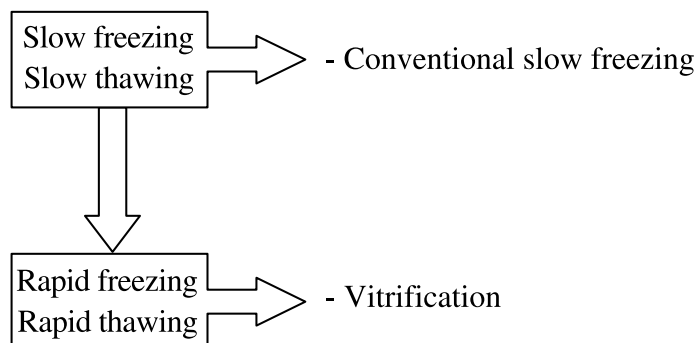 Slow freezing
Slow thawing
- Conventional slow freezing
Rapid freezing
Rapid thawing
- Vitrification